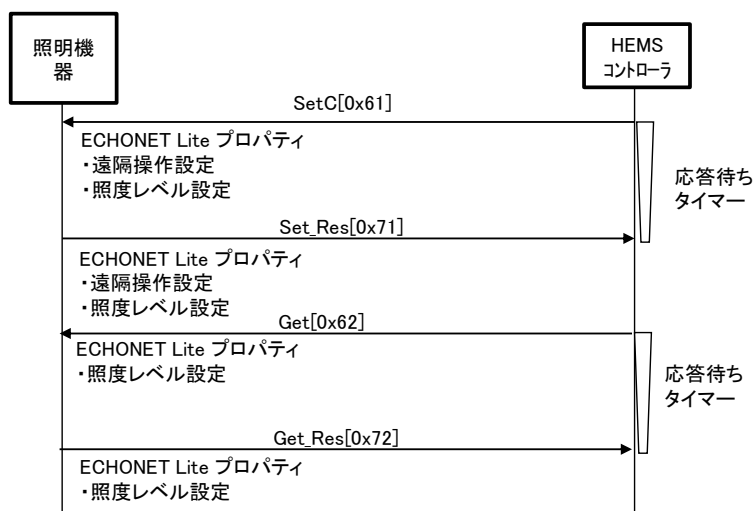 照明機
器
HEMS
コントローラ
SetC[0x61]
ECHONET Lite プロパティ
・遠隔操作設定
・照度レベル設定
応答待ち
タイマー
Set_Res[0x71]
ECHONET Lite プロパティ
・遠隔操作設定
・照度レベル設定
Get[0x62]
ECHONET Lite プロパティ
・照度レベル設定
応答待ち
タイマー
Get_Res[0x72]
ECHONET Lite プロパティ
・照度レベル設定